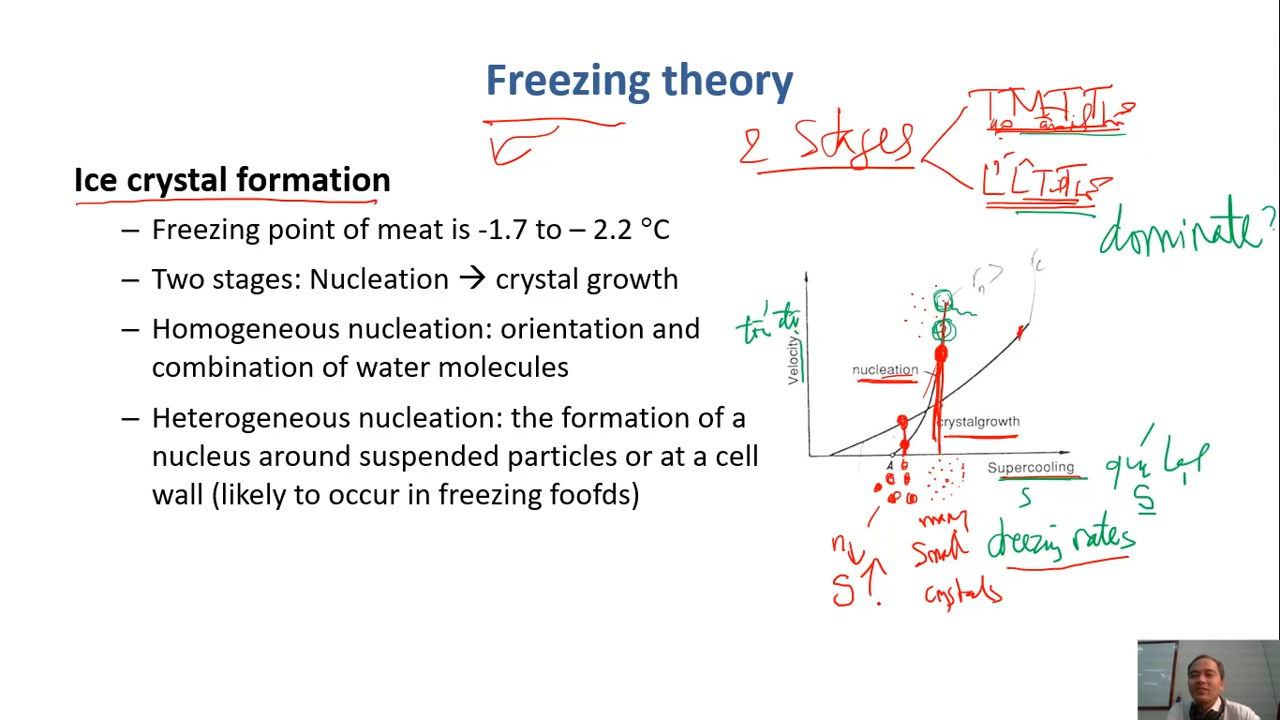 Freezing theory
2 Stages
Ice crystal formation
– Freezing point of meat is -1.7 to – 2.2 °C
– Two stages: Nucleation → crystal growth
– Homogeneous nucleation: orientation and
combination of water molecules
– Heterogeneous nucleation: the formation of a
nucleus around suspended particles or at a cell
wall (likely to occur in freezing foofds)
dominate?
Velocity
nucleation
crystalgrowth
A
Supercooling
S
S
freezing rates
many
small
crystals
n↓
S↑